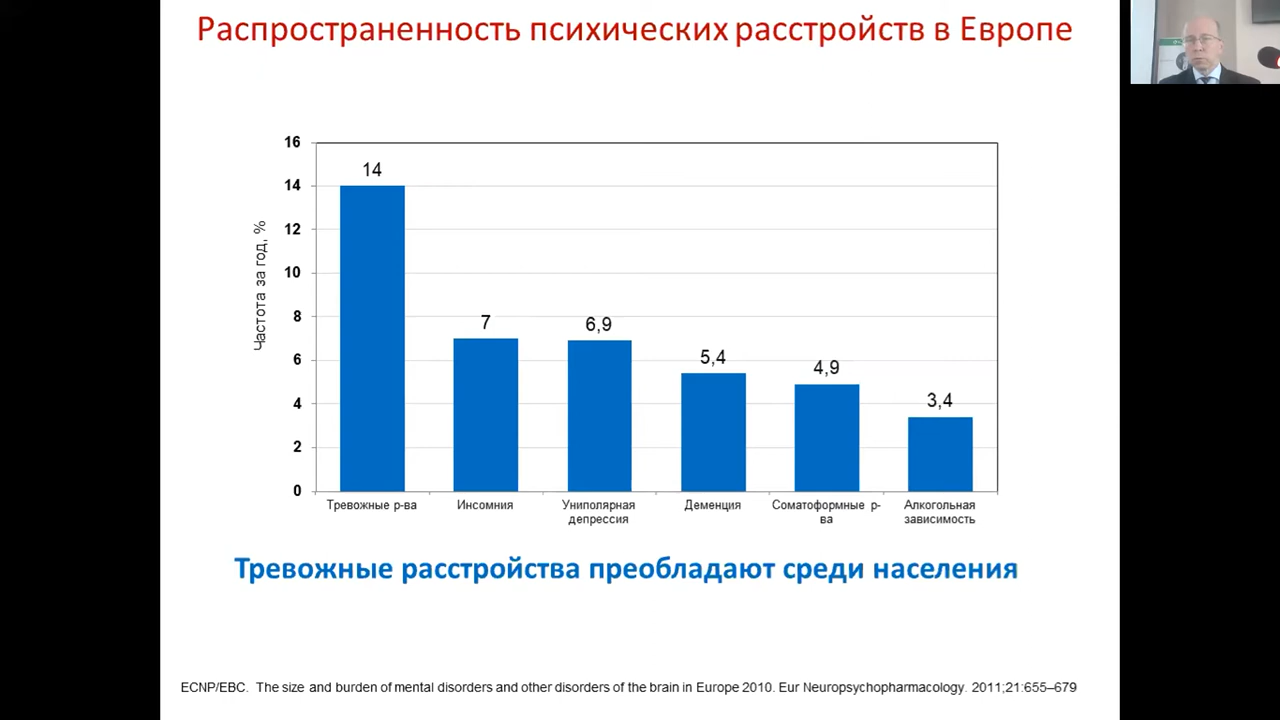 Распространенность психических расстройств в Европе
Частота за год, %
16
14
12
10
8
6
4
2
0
14
7
6,9
5,4
4,9
3,4
Тревожные р-ва
Инсомния
Униполярная
депрессия
Деменция
Соматоформные р-
ва
Алкогольная
зависимость
Тревожные расстройства преобладают среди населения
ECNP/EBC. The size and burden of mental disorders and other disorders of the brain in Europe 2010. Eur Neuropsychopharmacology. 2011;21:655–679